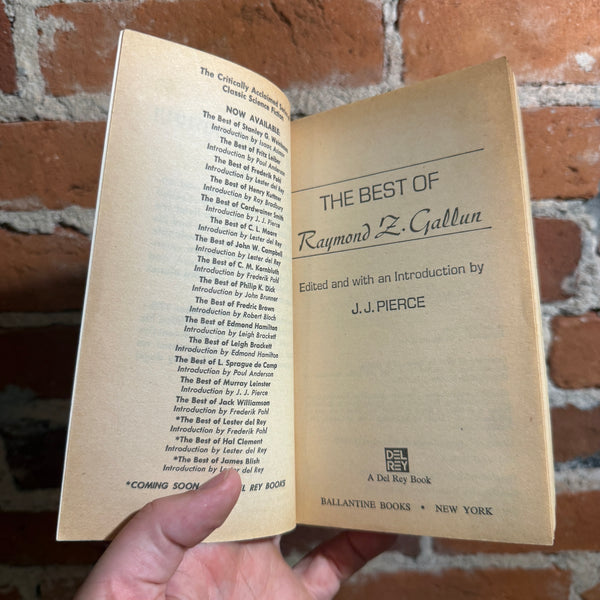 The Critically Acclaimed
Classic Science Fiction
NOW AVAILABLE:
The Best of Stanley G. Weinbaum
Introduction by Isaac Asimov
The Best of Fritz Leiber
Introduction by Poul Anderson
The Best of Frederik Pohl
Introduction by Lester del Rey
The Best of Henry Kuttner
Introduction by Ray Bradbury
The Best of Cordwainer Smith
Introduction by J. J. Pierce
The Best of C. L. Moore
Introduction by Lester del Rey
The Best of John W. Campbell
Introduction by Lester del Rey
The Best of C. M. Kornbluth
Introduction by Frederik Pohl
The Best of Philip K. Dick
Introduction by John Brunner
The Best of Fredric Brown
Introduction by Robert Bloch
The Best of Edmond Hamilton
Introduction by Leigh Brackett
The Best of Leigh Brackett
Introduction by Edmond Hamilton
The Best of L. Sprague de Camp
Introduction by Poul Anderson
The Best of Murray Leinster
Introduction by J. J. Pierce
The Best of Jack Williamson
Introduction by Frederik Pohl
*The Best of Lester del Rey
Introduction by Frederik Pohl
*The Best of Hal Clement
Introduction by Lester del Rey
*The Best of James Blish
Introduction by Lester del Rey
*COMING SOON DEL REY BOOKS
THE BEST OF
Raymond Z. Gallun
Edited and with an Introduction by
J. J. PIERCE
DEL
REY
A Del Rey Book
BALLANTINE BOOKS • NEW YORK